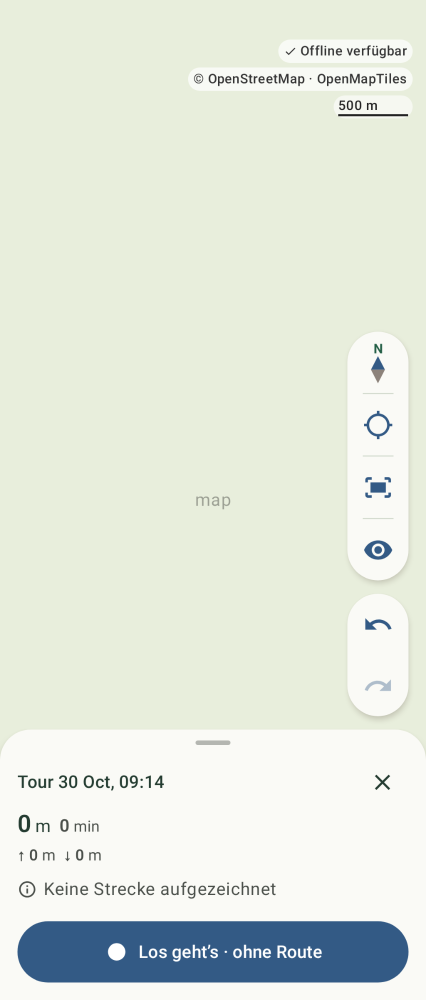 ✓ Offline verfügbar
© OpenStreetMap · OpenMapTiles
500 m
N
map
Tour 30 Oct, 09:14
0 m 0 min
↑ 0 m ↓ 0 m
Keine Strecke aufgezeichnet
Los geht's · ohne Route